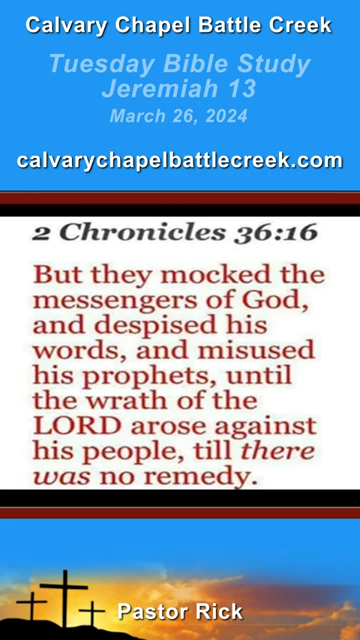 Calvary Chapel Battle Creek
Tuesday Bible Study
Jeremiah 13
March 26, 2024
calvarychapelbattlecreek.com
2 Chronicles 36:16
But they mocked the
messengers of God,
and despised his
words, and misused
his prophets, until
the wrath of the
LORD arose against
his people, till there
was no remedy.
Pastor Rick